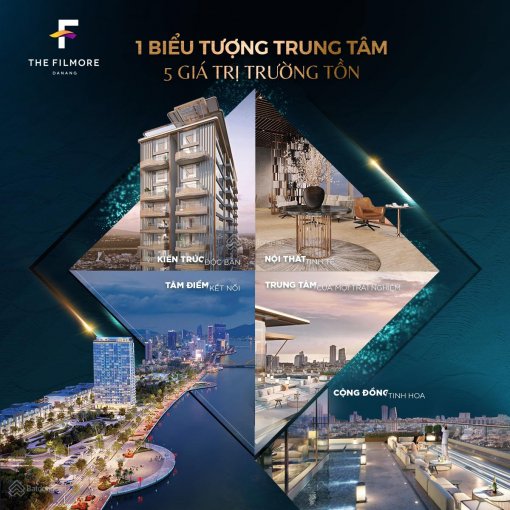 THE FILMORE
DANANG
1 BIỂU TƯỢNG TRUNG TÂM
5 GIÁ TRỊ TRƯỜNG TỒN
KIẾN TRÚC ĐỘC BẢN
NỘI THẤT TINH TẾ
TÂM ĐIỂM KẾT NỐI
TRUNG TÂM CỦA MỌI TRẢI NGHIỆM
CỘNG ĐỒNG TINH HOA